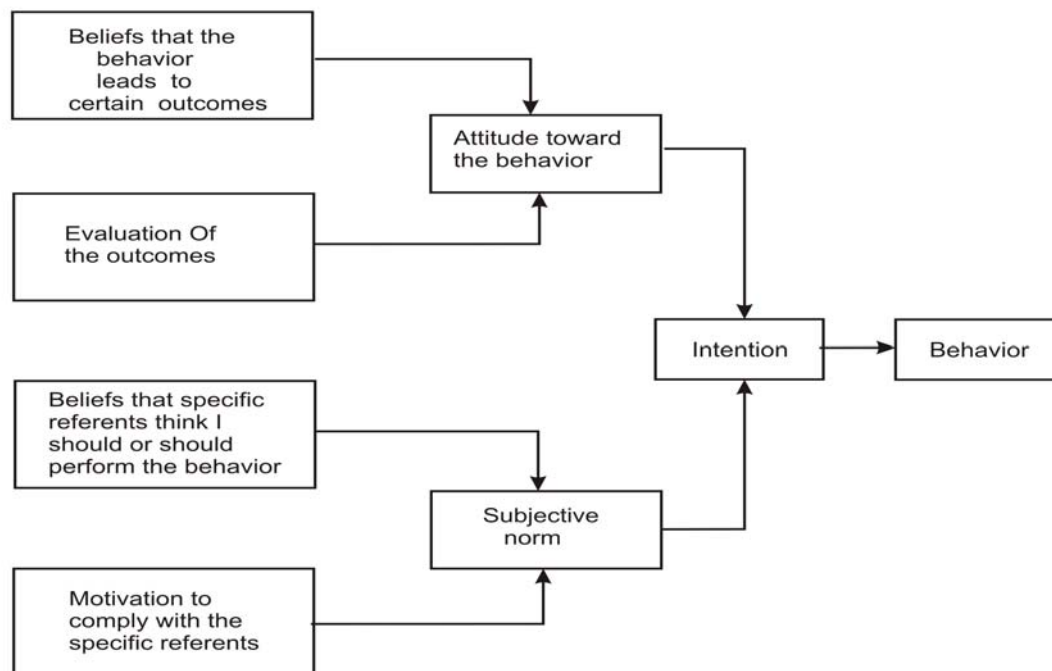 Beliefs that the
behavior
leads to
certain outcomes
Attitude toward
the behavior
Evaluation Of
the outcomes
Intention
Behavior
Beliefs that specific
referents think I
should or should
perform the behavior
Subjective
norm
Motivation to
comply with the
specific referents